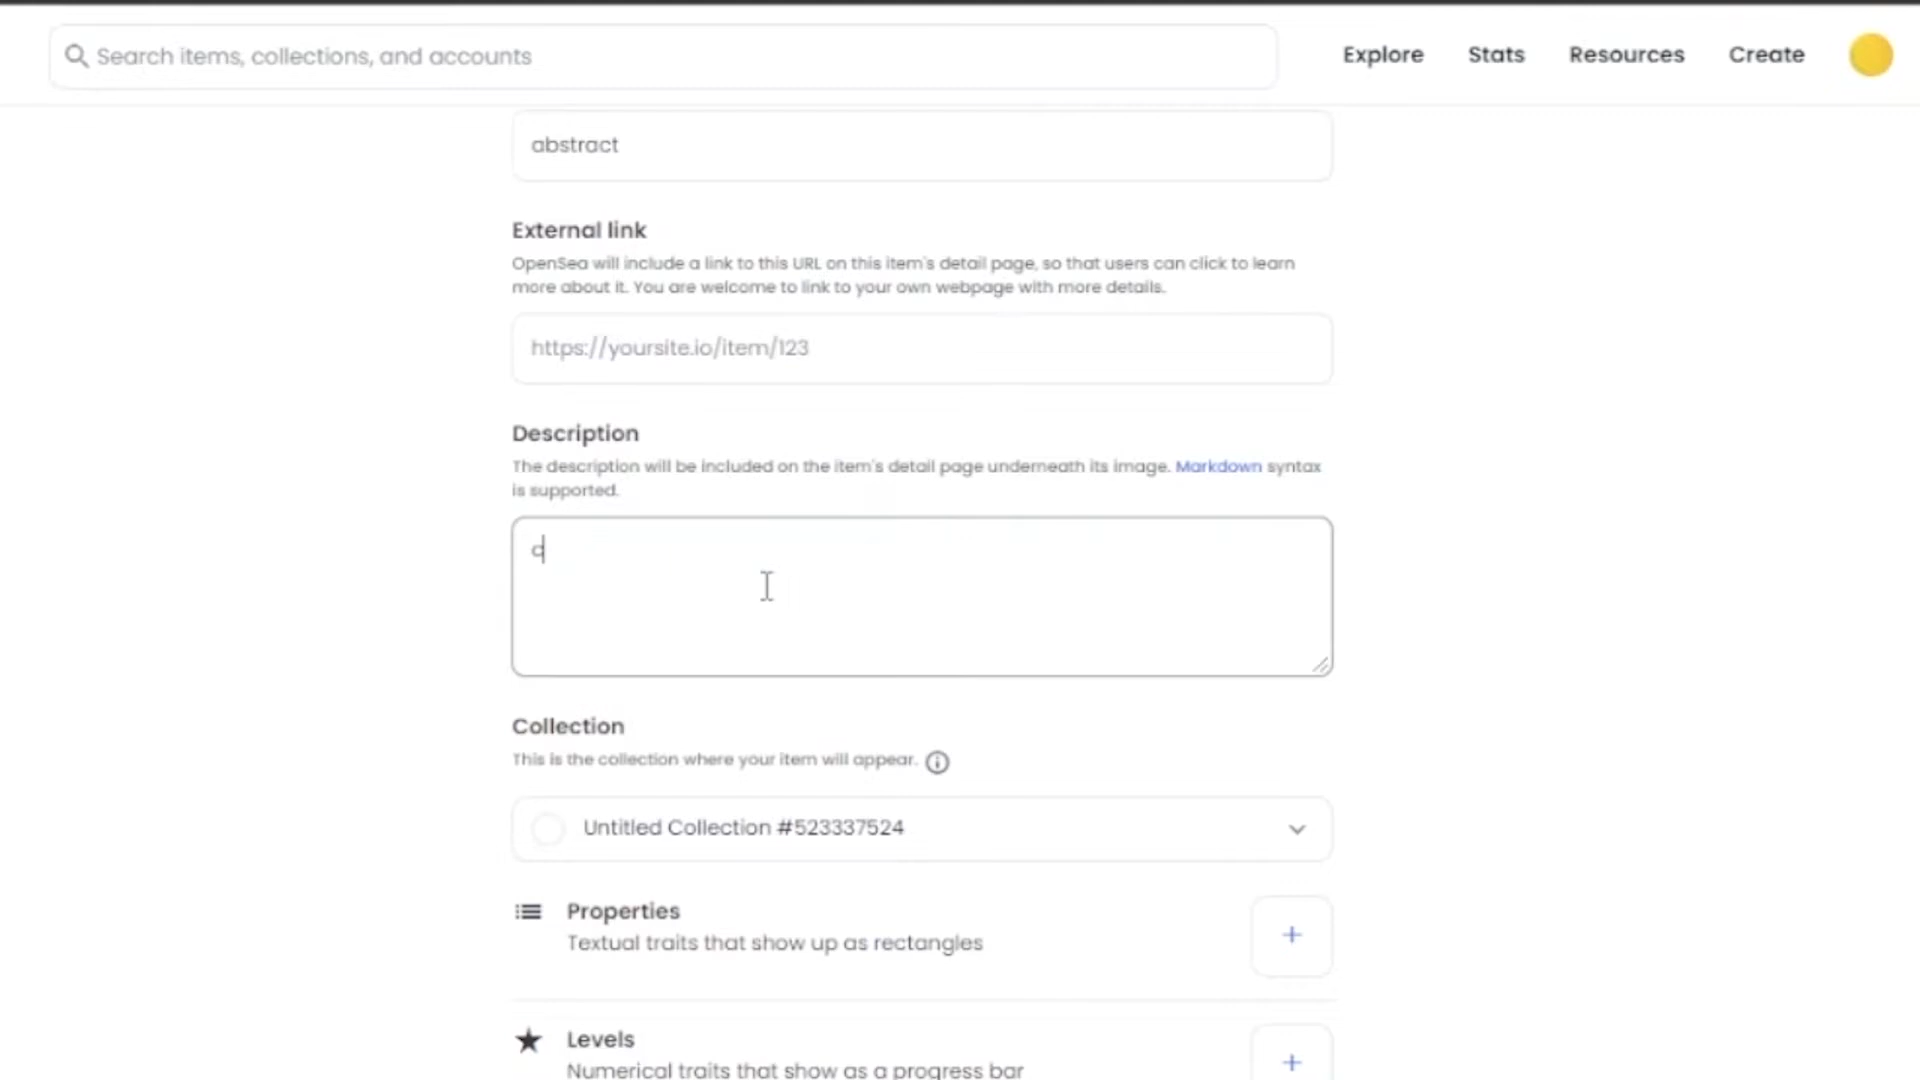 Search items, collections, and accounts
Explore
Stats
Resources
Create
abstract
External link
OpenSea will include a link to this URL on this item's detail page, so that users can click to learn
more about it. You are welcome to link to your own webpage with more details.
https://yoursite.io/item/123
Description
The description will be included on the item's detail page underneath its image. Markdown syntax
is supported.
Collection
This is the collection where your item will appear.
Untitled Collection #523337524
Properties
Textual traits that show up as rectangles
+
Levels
Numerical traits that show as a progress bar
+